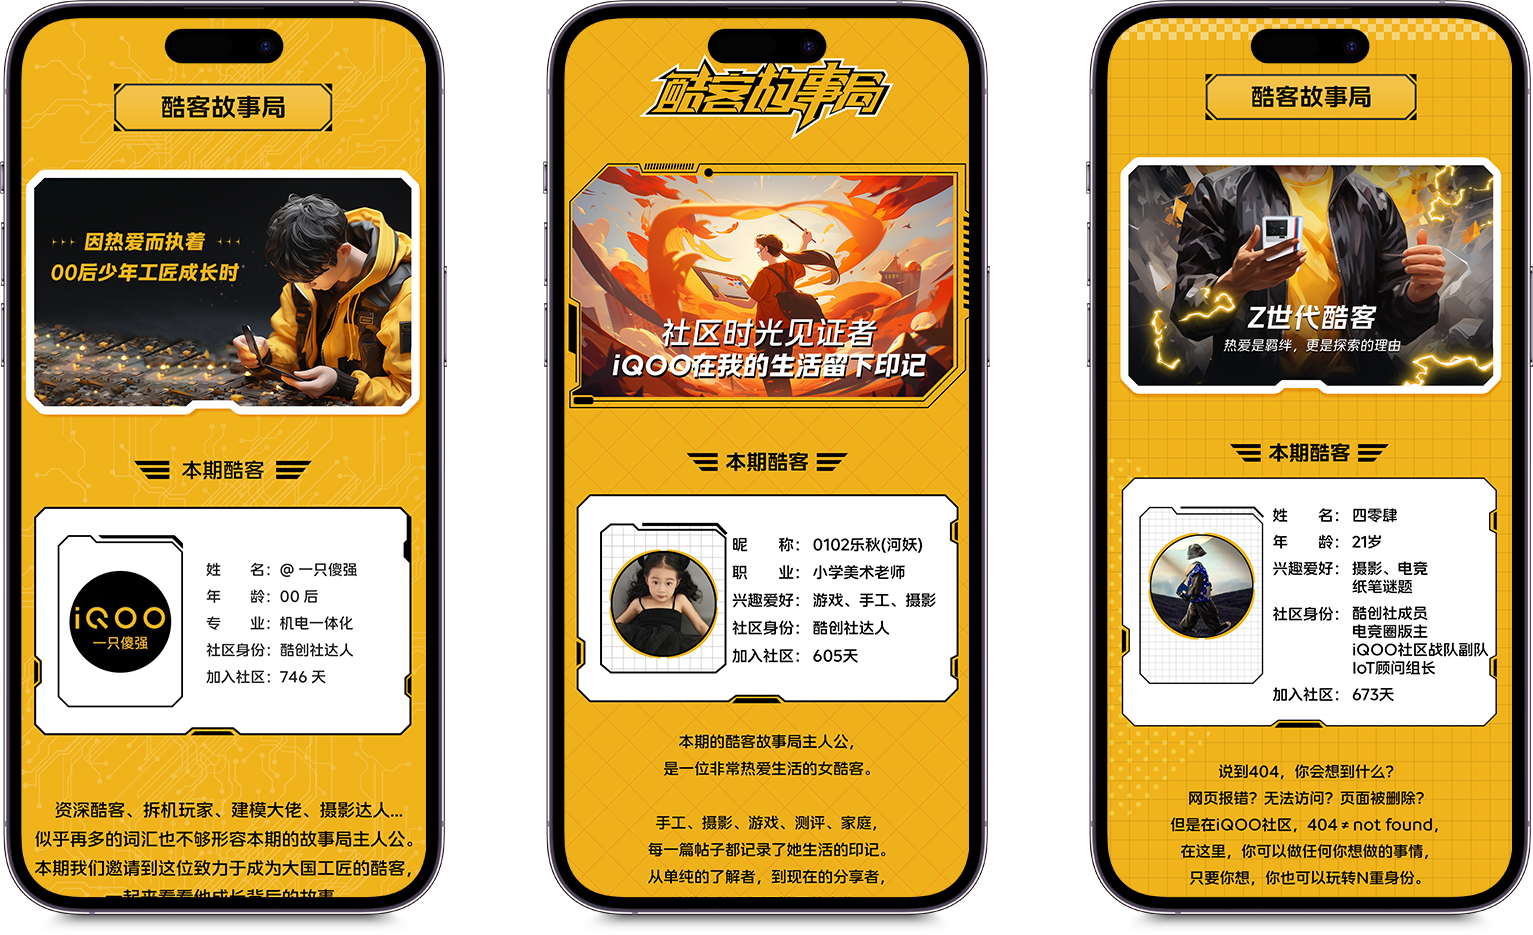 酷客故事局
因热爱而执着
00后少年工匠成长时
本期酷客
iQOO
一只傻强
姓 名：@ 一只傻强
年 龄：00 后
专 业：机电一体化
社区身份：酷创社达人
加入社区：746 天
资深酷客、拆机玩家、建模大佬、摄影达人...
似乎再多的词汇也不够形容本期的故事局主人公。
本期我们邀请到这位致力于成为大国工匠的酷客，
一起来看看他成长背后的故事
酷客故事局
社区时光见证者
iQOO在我的生活留下印记
本期酷客
昵 称：0102乐秋(河妖)
职 业：小学美术老师
兴趣爱好：游戏、手工、摄影
社区身份：酷创社达人
加入社区：605天
本期的酷客故事局主人公，
是一位非常热爱生活的女酷客。
手工、摄影、游戏、测评、家庭，
每一篇帖子都记录了她生活的印记。
从单纯的了解者，到现在的分享者，
酷客故事局
Z世代酷客
热爱是羁绊，更是探索的理由
本期酷客
姓 名：四零肆
年 龄：21岁
兴趣爱好：摄影、电竞
纸笔谜题
社区身份：酷创社成员
电竞圈版主
iQOO社区战队副队
IoT顾问组长
加入社区：673天
说到404，你会想到什么？
网页报错？无法访问？页面被删除？
但是在iQOO社区，404 ≠ not found，
在这里，你可以做任何你想做的事情，
只要你想，你也可以玩转N重身份。